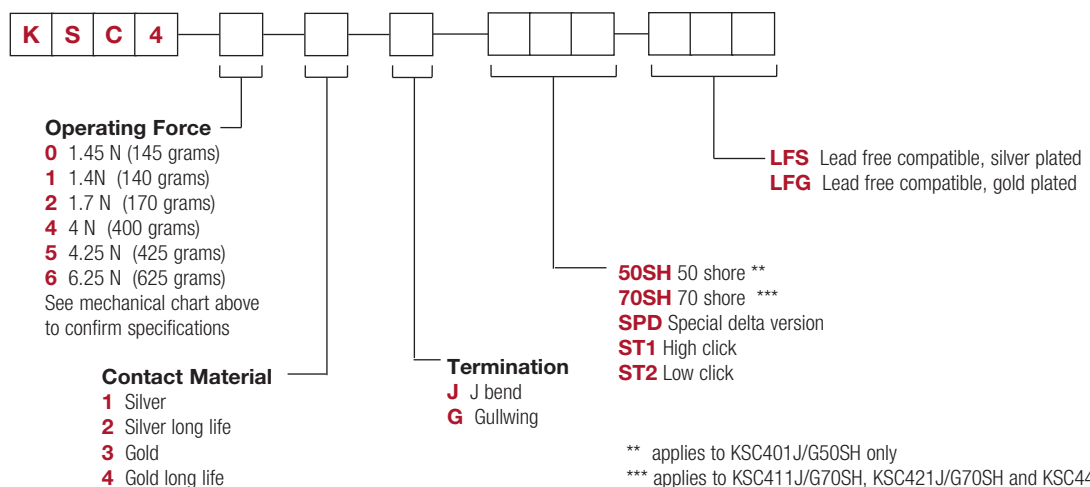 K S C 4
Operating Force
0 1.45 N (145 grams)
1 1.4N (140 grams)
2 1.7 N (170 grams)
4 4 N (400 grams)
5 4.25 N (425 grams)
6 6.25 N (625 grams)
See mechanical chart above
to confirm specifications
Contact Material
1 Silver
2 Silver long life
3 Gold
4 Gold long life
Termination
J J bend
G Gullwing
50SH 50 shore **
70SH 70 shore ***
SPD Special delta version
ST1 High click
ST2 Low click
LFS Lead free compatible, silver plated
LFG Lead free compatible, gold plated
** applies to KSC401J/G50SH only
*** applies to KSC411J/G70SH, KSC421J/G70SH and KSC44